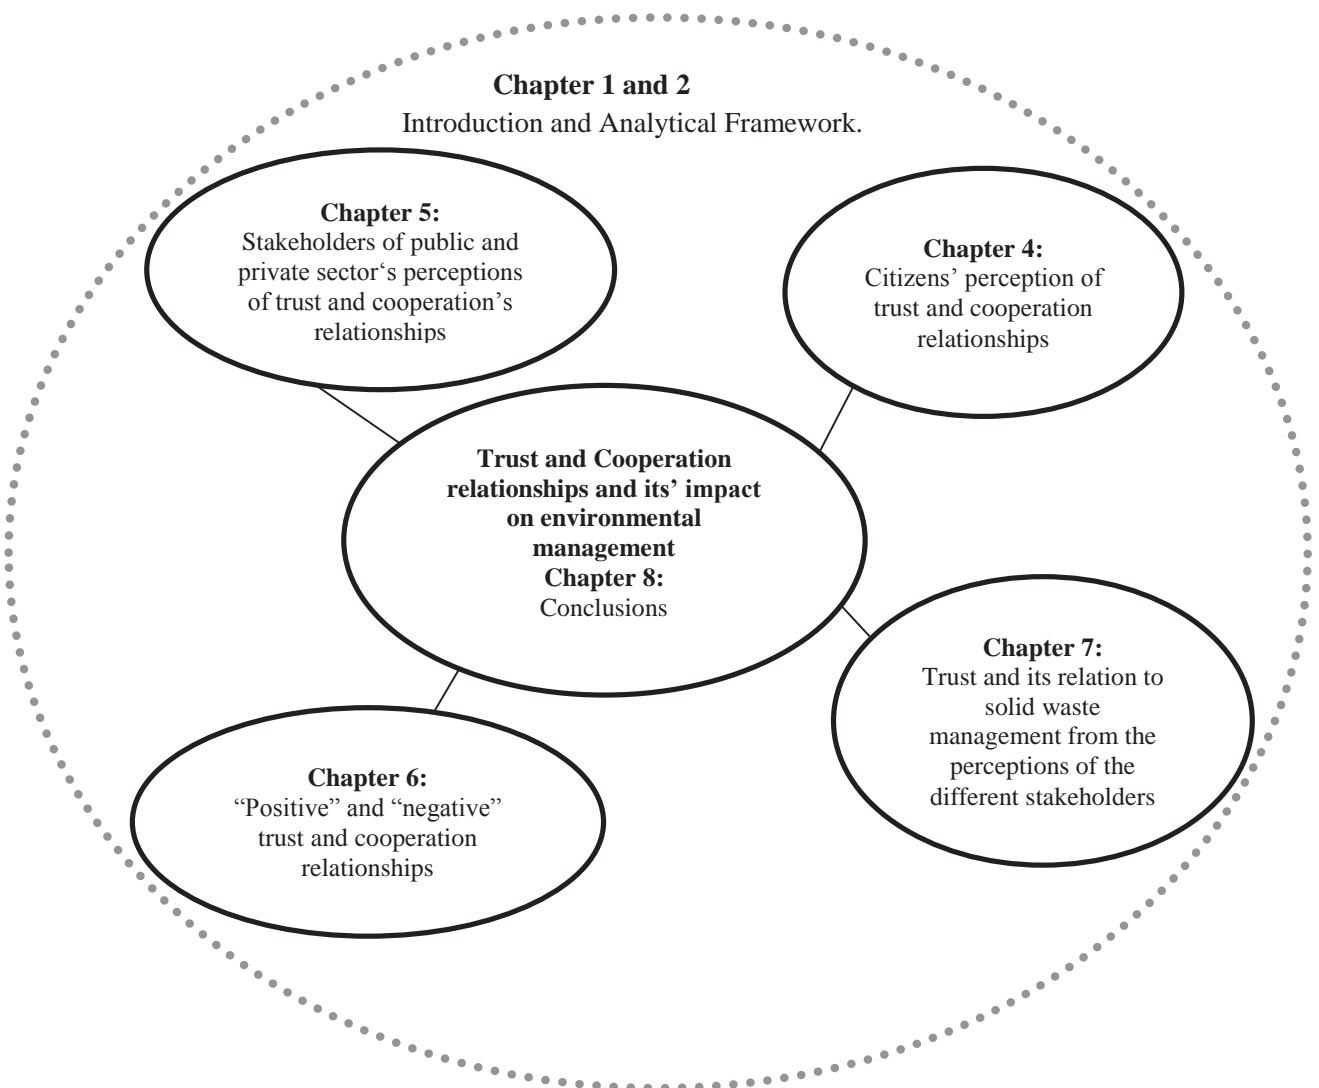 Chapter 1 and 2
Introduction and Analytical Framework.
Chapter 5:
Stakeholders of public and
private sector‘s perceptions
of trust and cooperation’s
relationships
Chapter 4:
Citizens’ perception of
trust and cooperation
relationships
Trust and Cooperation
relationships and its’ impact
on environmental
management
Chapter 8:
Conclusions
Chapter 7:
Trust and its relation to
solid waste
management from the
perceptions of the
different stakeholders
Chapter 6:
“Positive” and “negative”
trust and cooperation
relationships